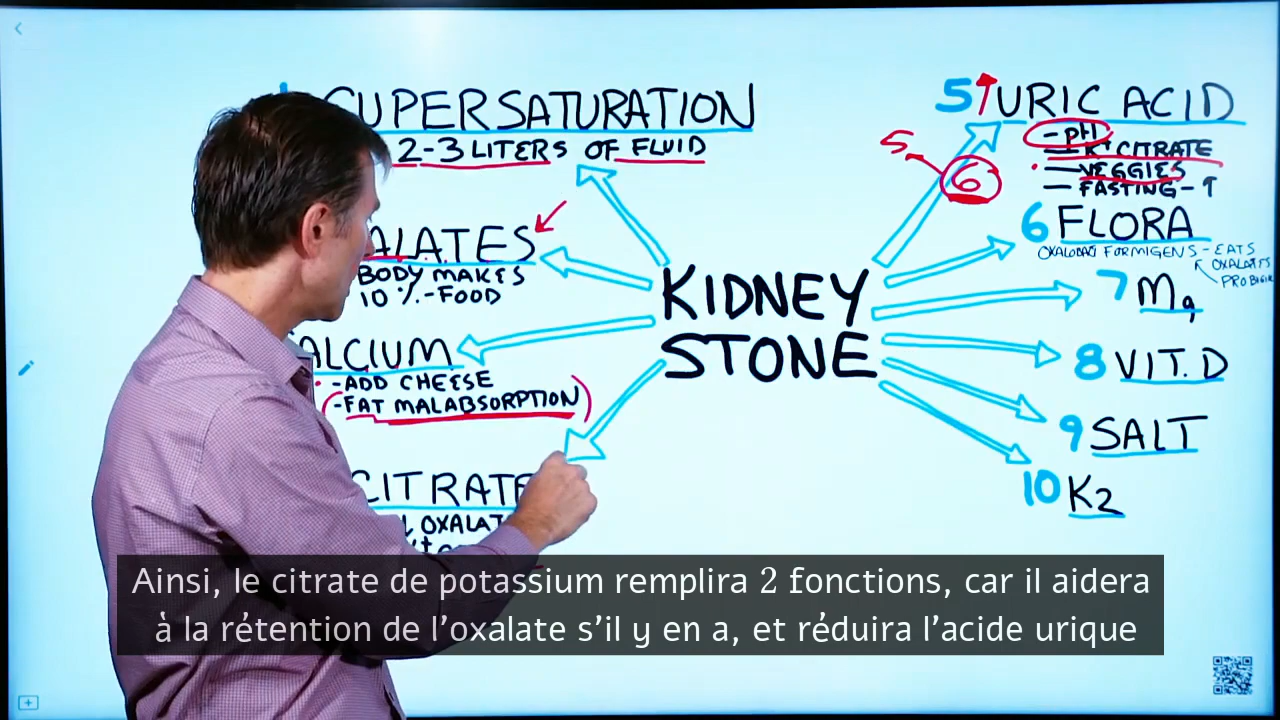 SUPERSATURATION
2-3 LITERS OF FLUID
ALATES
BODY MAKES
10 %.-FOOD
ALCIUM
-ADD CHEESE
(-FAT MALABSORPTION)
CITRATE
OXALAT
KIDNEY
STONE
5 ↑ URIC ACID
- pH
— K+ CITRATE
— VEGGIES
— FASTING - ↑
5
6
6 FLORA
FORMIGENS - EATS
OXALATES
7 Mg
8 VIT. D
9 SALT
10 K2
Ainsi, le citrate de potassium remplira 2 fonctions, car il aidera
à la rétention de l'oxalate s'il y en a, et réduira l'acide urique